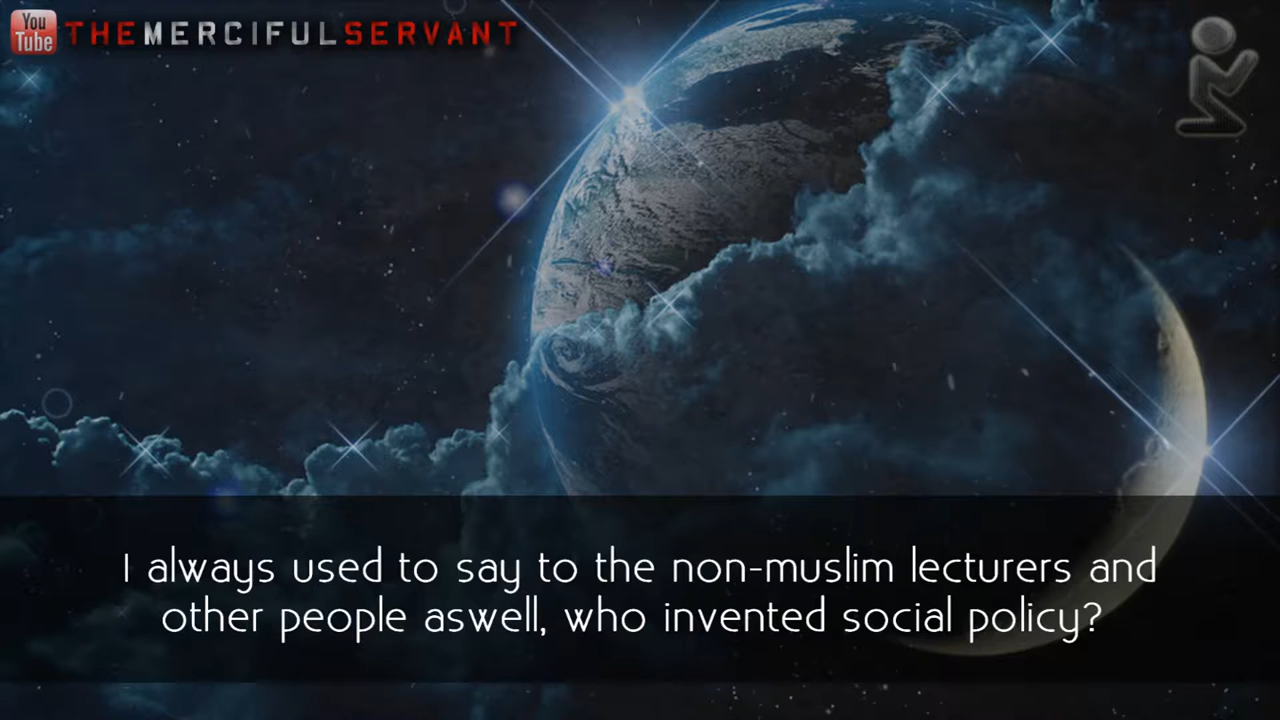 You
Tube
THEMERCIFULSERVANT
I always used to say to the non-muslim lecturers and
other people aswell, who invented social policy?